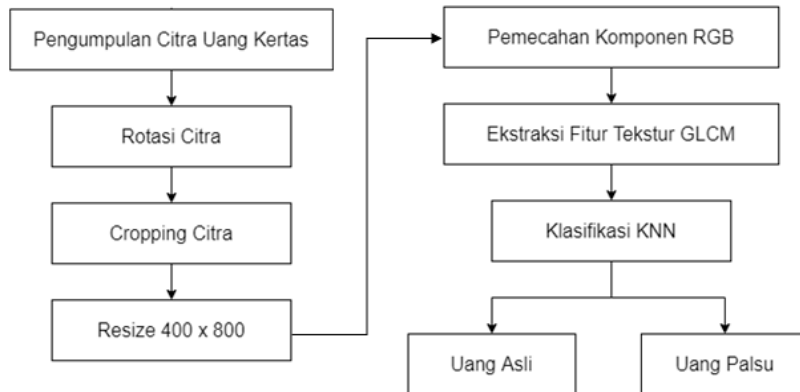 Pengumpulan Citra Uang Kertas
Rotasi Citra
Cropping Citra
Resize 400 x 800
Pemecahan Komponen RGB
Ekstraksi Fitur Tekstur GLCM
Klasifikasi KNN
Uang Asli
Uang Palsu